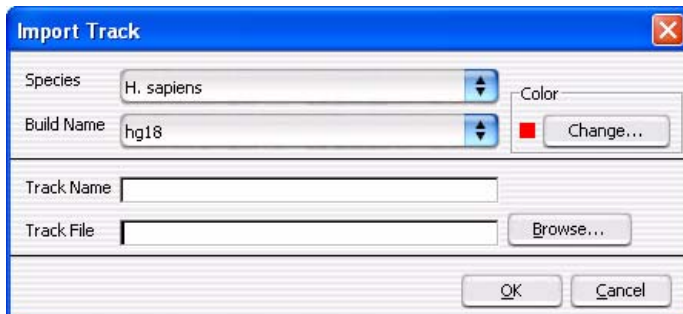 Import Track
Species H. sapiens
Color
Build Name hg18 Change...
Track Name
Track File Browse...
OK Cancel